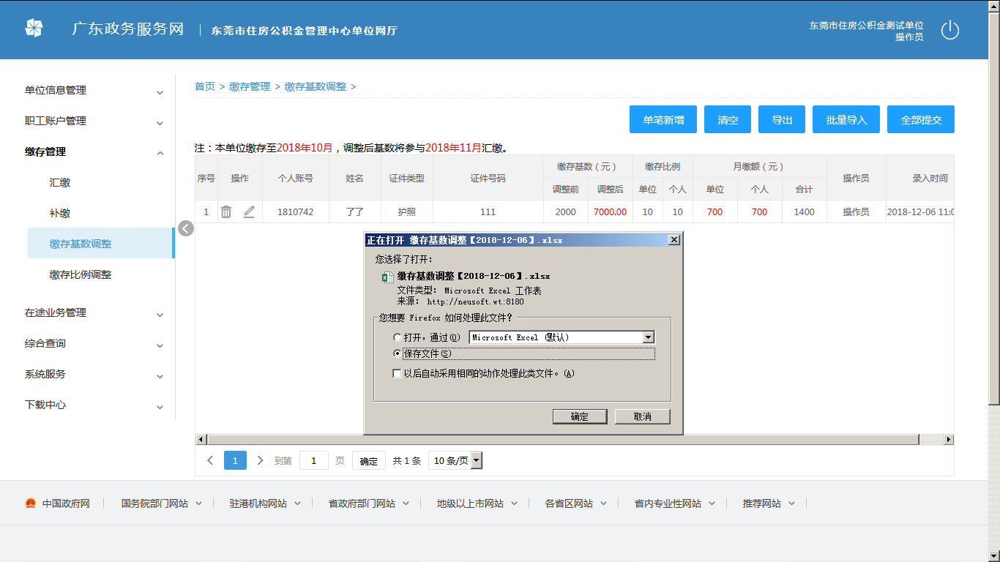 广东政务服务网
东莞市住房公积金管理中心单位网厅
东莞市住房公积金测试单位
操作员
单位信息管理
职工账户管理
缴存管理
汇缴
补缴
缴存基数调整
缴存比例调整
在途业务管理
综合查询
系统服务
下载中心
首页 > 缴存管理 > 缴存基数调整 >
单笔新增 清空 导出 批量导入 全部提交
注：本单位缴存至2018年10月，调整后基数将参与2018年11月汇缴。
序号 操作 个人账号 姓名 证件类型 证件号码 缴存基数（元） 缴存比例 月缴额（元） 操作员 录入时间
调整前 调整后 单位 个人 单位 个人 合计
1 1810742 了了 护照 111 2000 7000.00 10 10 700 700 1400 操作员 2018-12-06 11:0
正在打开 缴存基数调整【2018-12-06】.xlsx
您选择了打开：
缴存基数调整【2018-12-06】.xlsx
文件类型： Microsoft Excel 工作表
来源： http://neusoft.wt:8180
您想要 Firefox 如何处理此文件？
打开，通过(O) Microsoft Excel (默认)
保存文件(S)
以后自动采用相同的动作处理此类文件。(A)
确定 取消
1 到第 1 页 确定 共 1 条 10 条/页
中国政府网 国务院部门网站 驻港机构网站 省政府部门网站 地级以上市网站 各省区网站 省内专业性网站 推荐网站